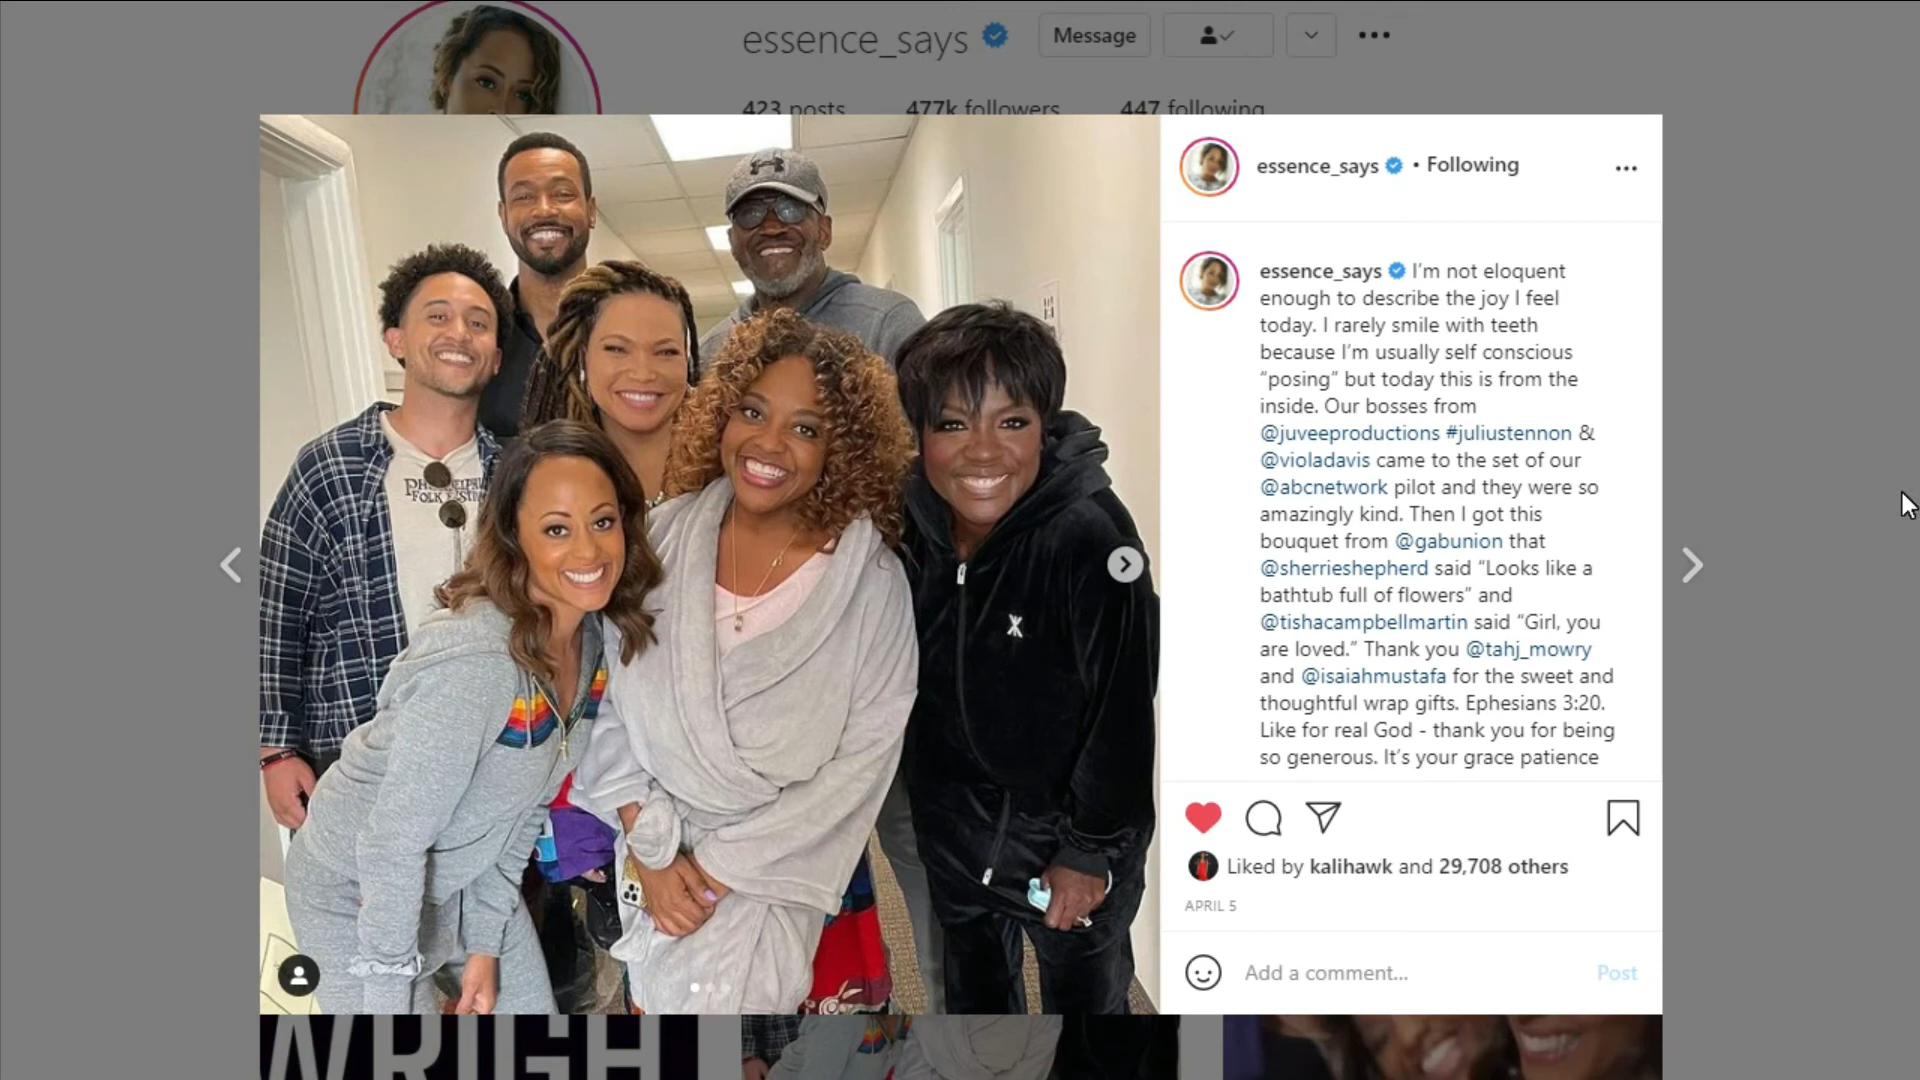 essence_says
Message
423 posts 477k followers 447 following
essence_says • Following
essence_says I'm not eloquent
enough to describe the joy I feel
today. I rarely smile with teeth
because I'm usually self conscious
“posing” but today this is from the
inside. Our bosses from
@juveeproductions #juliustennon &
@violadavis came to the set of our
@abcnetwork pilot and they were so
amazingly kind. Then I got this
bouquet from @gabunion that
@sherrieshepherd said “Looks like a
bathtub full of flowers” and
@tishacampbellmartin said “Girl, you
are loved.” Thank you @tahj_mowry
and @isaiahmustafa for the sweet and
thoughtful wrap gifts. Ephesians 3:20.
Like for real God - thank you for being
so generous. It's your grace patience
Liked by kalihawk and 29,708 others
APRIL 5
Add a comment... Post
FOLK